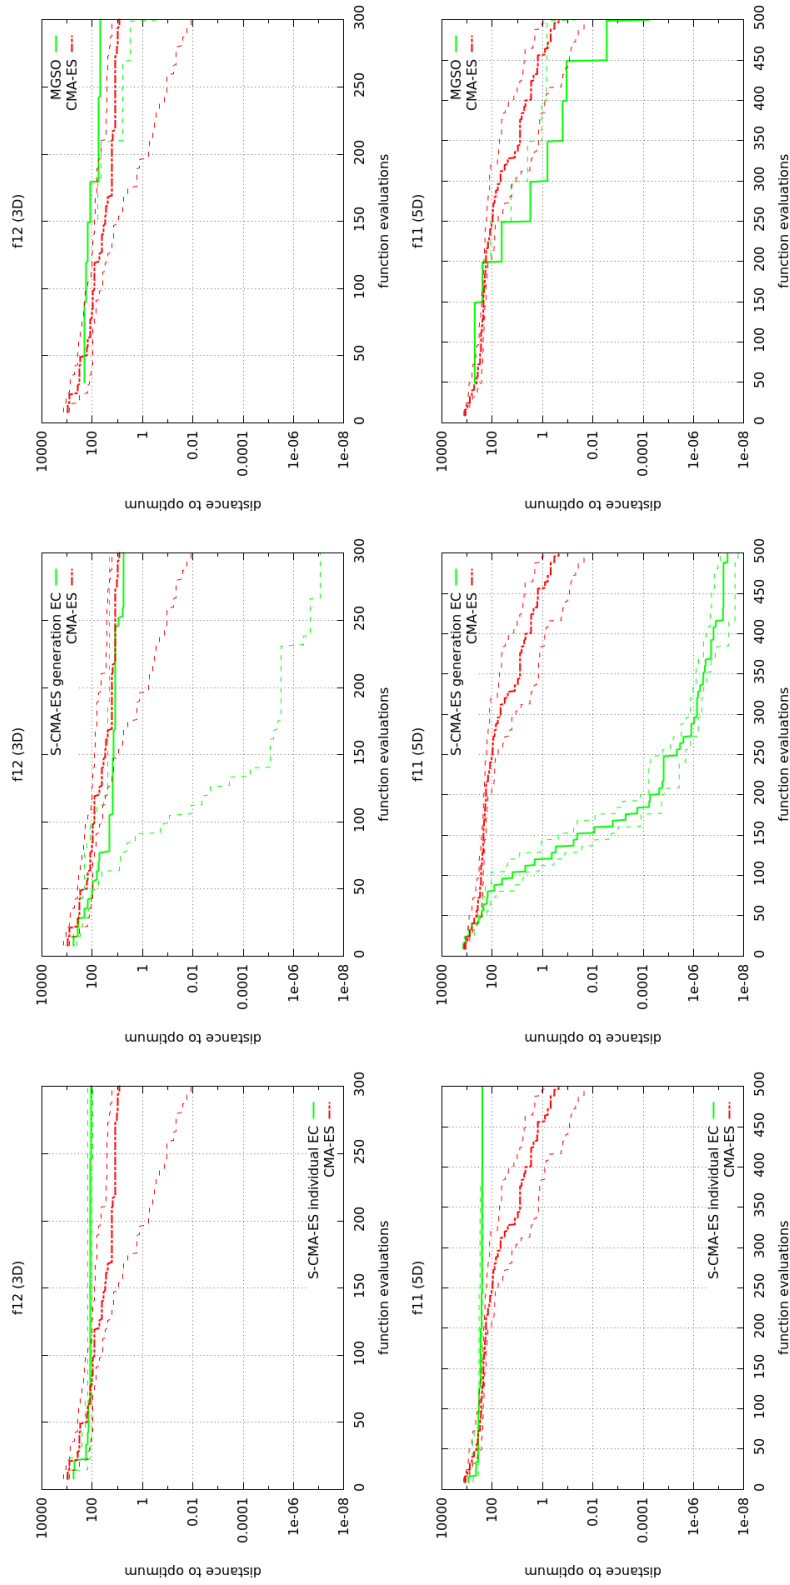 f12 (3D)
distance to optimum
10000
100
1
0.01
0.0001
1e-06
1e-08
S-CMA-ES individual EC
CMA-ES
0 50 100 150 200 250 300
function evaluations
f12 (3D)
distance to optimum
10000
100
1
0.01
0.0001
1e-06
1e-08
S-CMA-ES generation EC
CMA-ES
0 50 100 150 200 250 300
function evaluations
f12 (3D)
distance to optimum
10000
100
1
0.01
0.0001
1e-06
1e-08
MGSO
CMA-ES
0 50 100 150 200 250 300
function evaluations
f11 (5D)
distance to optimum
10000
100
1
0.01
0.0001
1e-06
1e-08
S-CMA-ES individual EC
CMA-ES
0 50 100 150 200 250 300 350 400 450 500
function evaluations
f11 (5D)
distance to optimum
10000
100
1
0.01
0.0001
1e-06
1e-08
S-CMA-ES generation EC
CMA-ES
0 50 100 150 200 250 300 350 400 450 500
function evaluations
f11 (5D)
distance to optimum
10000
100
1
0.01
0.0001
1e-06
1e-08
MGSO
CMA-ES
0 50 100 150 200 250 300 350 400 450 500
function evaluations